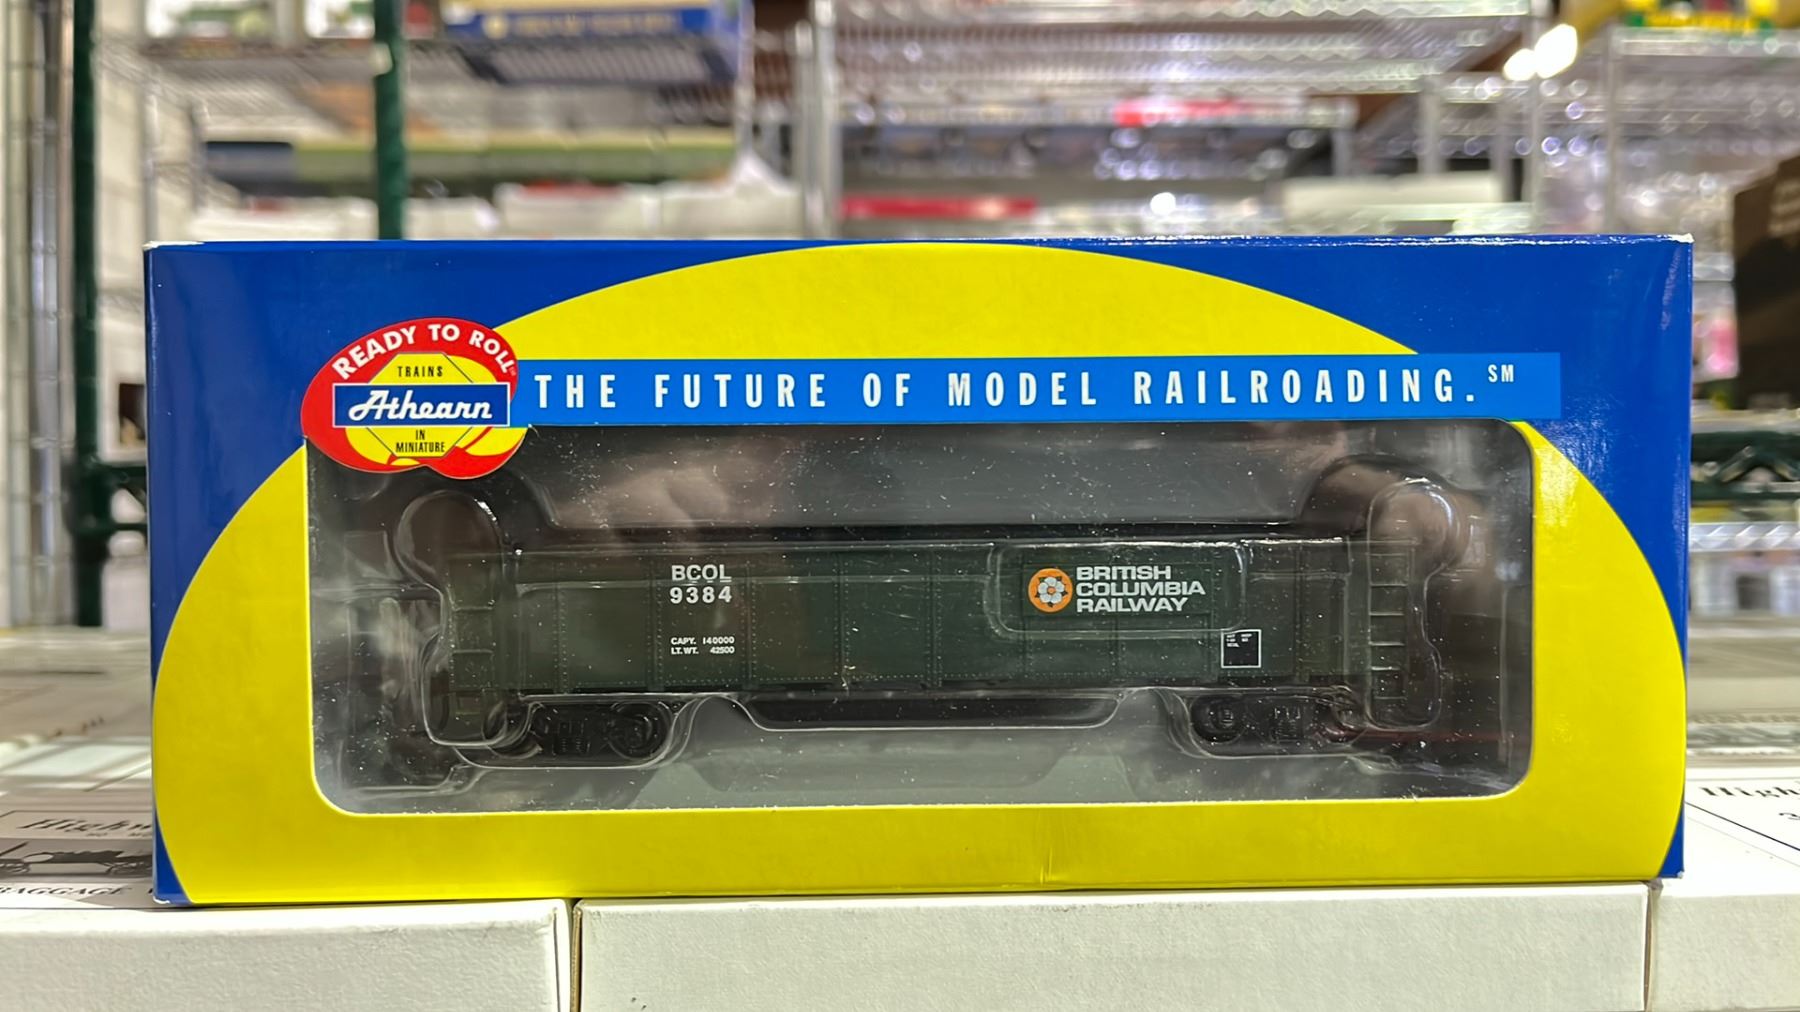 READY TO ROLL
TRAINS
Athearn
IN
MINIATURE
THE FUTURE OF MODEL RAILROADING.SM
BCOL
9384
CAPY. 140000
LT. WT. 42500
BRITISH
COLUMBIA
RAILWAY
BAGGAGE